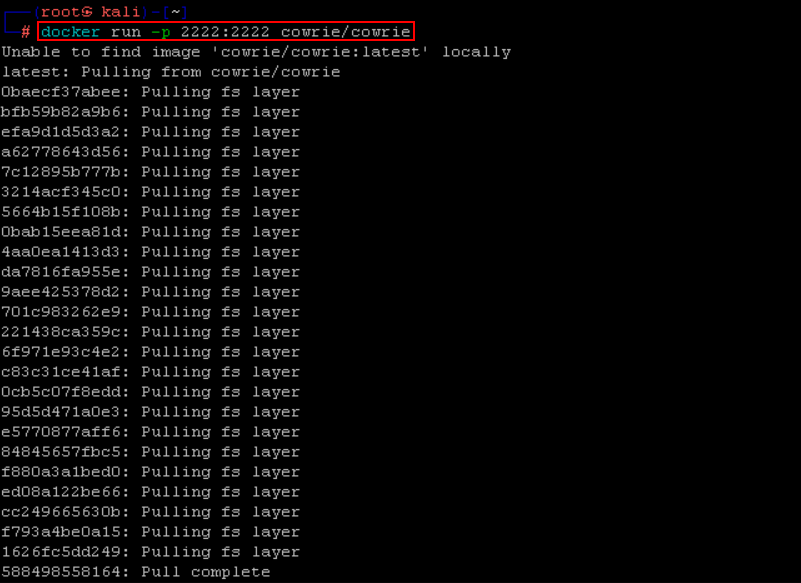 (root㉿ kali)-[~]
# docker run -p 2222:2222 cowrie/cowrie
Unable to find image 'cowrie/cowrie:latest' locally
latest: Pulling from cowrie/cowrie
0baecf37abee: Pulling fs layer
bfb59b82a9b6: Pulling fs layer
efa9d1d5d3a2: Pulling fs layer
a62778643d56: Pulling fs layer
7c12895b777b: Pulling fs layer
3214acf345c0: Pulling fs layer
5664b15f108b: Pulling fs layer
0bab15eea81d: Pulling fs layer
4aa0ea1413d3: Pulling fs layer
da7816fa955e: Pulling fs layer
9aee425378d2: Pulling fs layer
701c983262e9: Pulling fs layer
221438ca359c: Pulling fs layer
6f971e93c4e2: Pulling fs layer
c83c31ce41af: Pulling fs layer
0cb5c07f8edd: Pulling fs layer
95d5d471a0e3: Pulling fs layer
e5770877aff6: Pulling fs layer
84845657fbc5: Pulling fs layer
f880a3a1bed0: Pulling fs layer
ed08a122be66: Pulling fs layer
cc249665630b: Pulling fs layer
f793a4be0a15: Pulling fs layer
1626fc5dd249: Pulling fs layer
588498558164: Pull complete